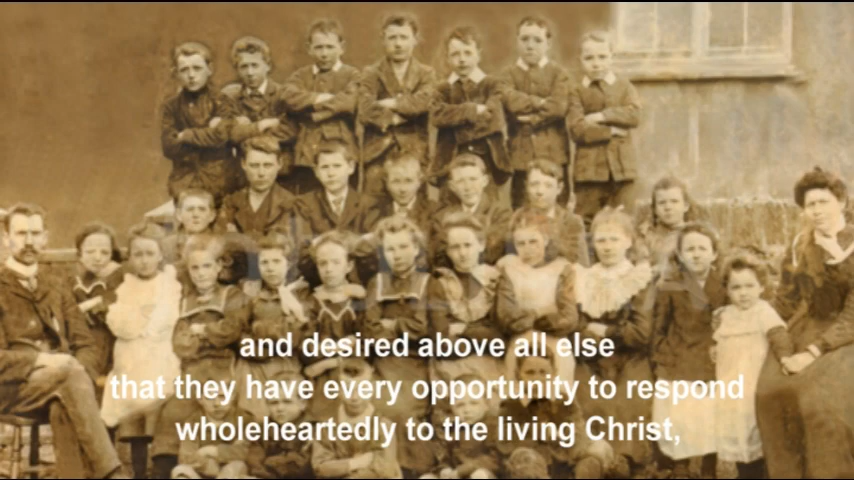 and desired above all else
that they have every opportunity to respond
wholeheartedly to the living Christ,